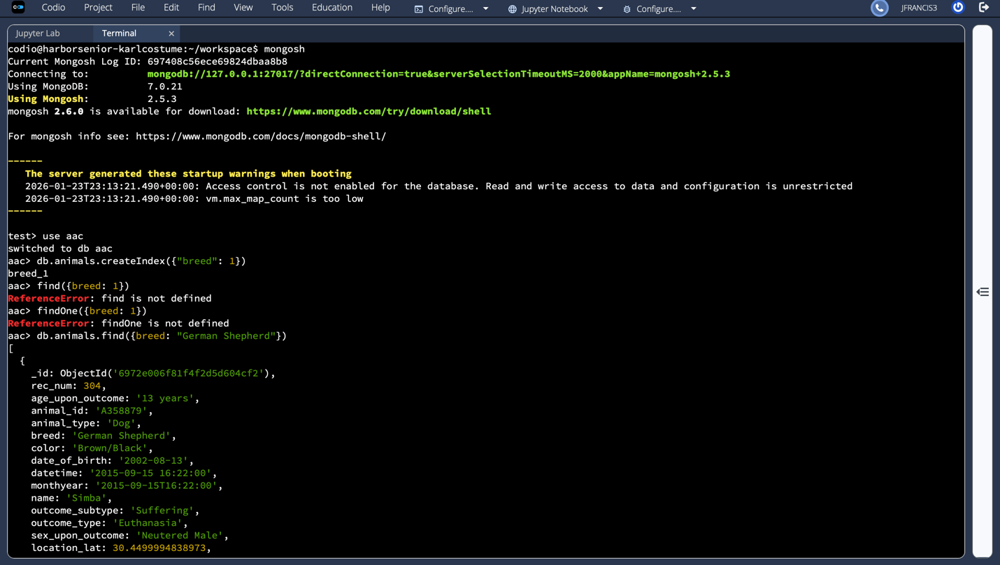 Codio Project File Edit Find View Tools Education Help Configure.... Jupyter Notebook Configure.... JFRANCIS3
Jupyter Lab Terminal ×
codio@harborsenior-karlcostume:~/workspace$ mongosh
Current Mongosh Log ID: 697408c56ece69824dbaa8b8
Connecting to: mongodb://127.0.0.1:27017/?directConnection=true&serverSelectionTimeoutMS=2000&appName=mongosh+2.5.3
Using MongoDB: 7.0.21
Using Mongosh: 2.5.3
mongosh 2.6.0 is available for download: https://www.mongodb.com/try/download/shell
For mongosh info see: https://www.mongodb.com/docs/mongodb-shell/
------
The server generated these startup warnings when booting
2026-01-23T23:13:21.490+00:00: Access control is not enabled for the database. Read and write access to data and configuration is unrestricted
2026-01-23T23:13:21.490+00:00: vm.max_map_count is too low
------
test> use aac
switched to db aac
aac> db.animals.createIndex({"breed": 1})
breed_1
aac> find({breed: 1})
ReferenceError: find is not defined
aac> findOne({breed: 1})
ReferenceError: findOne is not defined
aac> db.animals.find({breed: "German Shepherd"})
[
{
_id: ObjectId('6972e006f81f4f2d5d604cf2'),
rec_num: 304,
age_upon_outcome: '13 years',
animal_id: 'A358879',
animal_type: 'Dog',
breed: 'German Shepherd',
color: 'Brown/Black',
date_of_birth: '2002-08-13',
datetime: '2015-09-15 16:22:00',
monthyear: '2015-09-15T16:22:00',
name: 'Simba',
outcome_subtype: 'Suffering',
outcome_type: 'Euthanasia',
sex_upon_outcome: 'Neutered Male',
location_lat: 30.4499994838973,